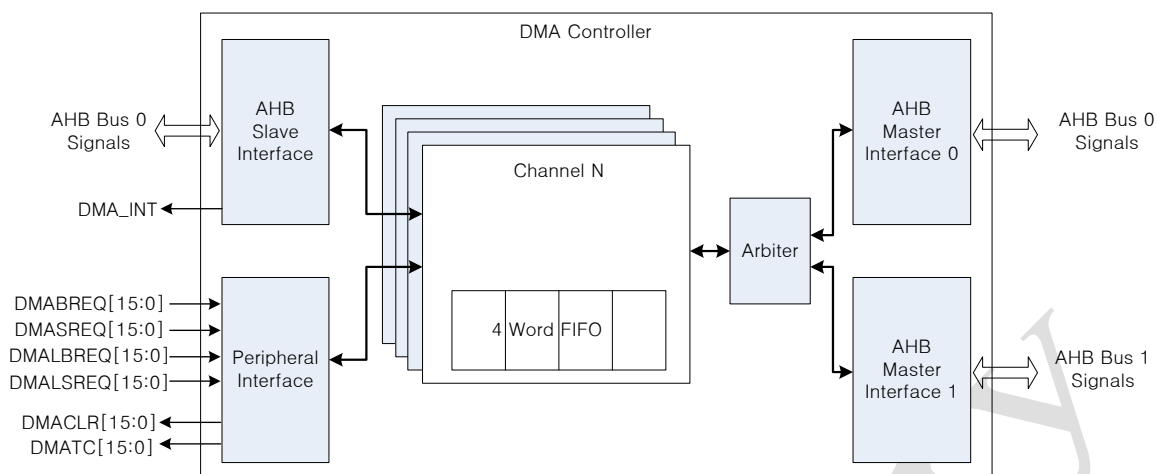 DMA Controller
AHB Bus 0
Signals
AHB
Slave
Interface
DMA_INT
DMABREQ[15:0]
DMASREQ[15:0]
DMALBREQ[15:0]
DMALSREQ[15:0]
DMACLR[15:0]
DMATC[15:0]
Peripheral
Interface
Channel N
4 Word FIFO
Arbiter
AHB
Master
Interface 0
AHB Bus 0
Signals
AHB
Master
Interface 1
AHB Bus 1
Signals
y